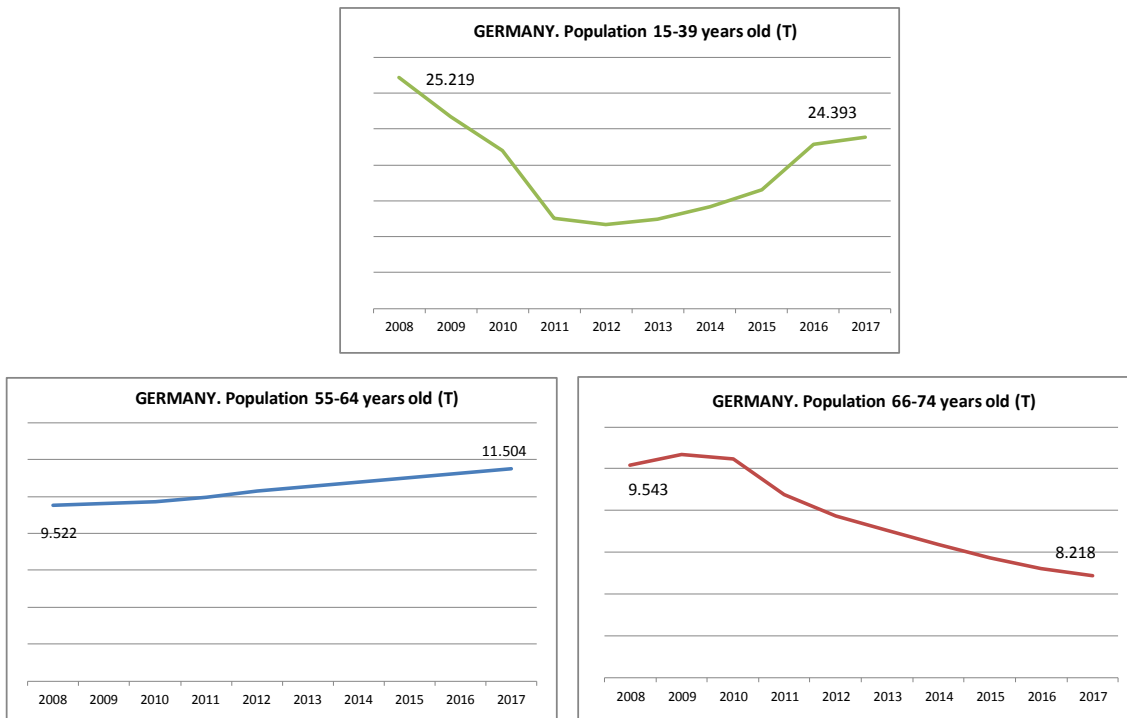 GERMANY. Population 15-39 years old (T)
25.219
24.393
2008 2009 2010 2011 2012 2013 2014 2015 2016 2017
GERMANY. Population 55-64 years old (T)
11.504
9.522
2008 2009 2010 2011 2012 2013 2014 2015 2016 2017
GERMANY. Population 66-74 years old (T)
9.543
8.218
2008 2009 2010 2011 2012 2013 2014 2015 2016 2017